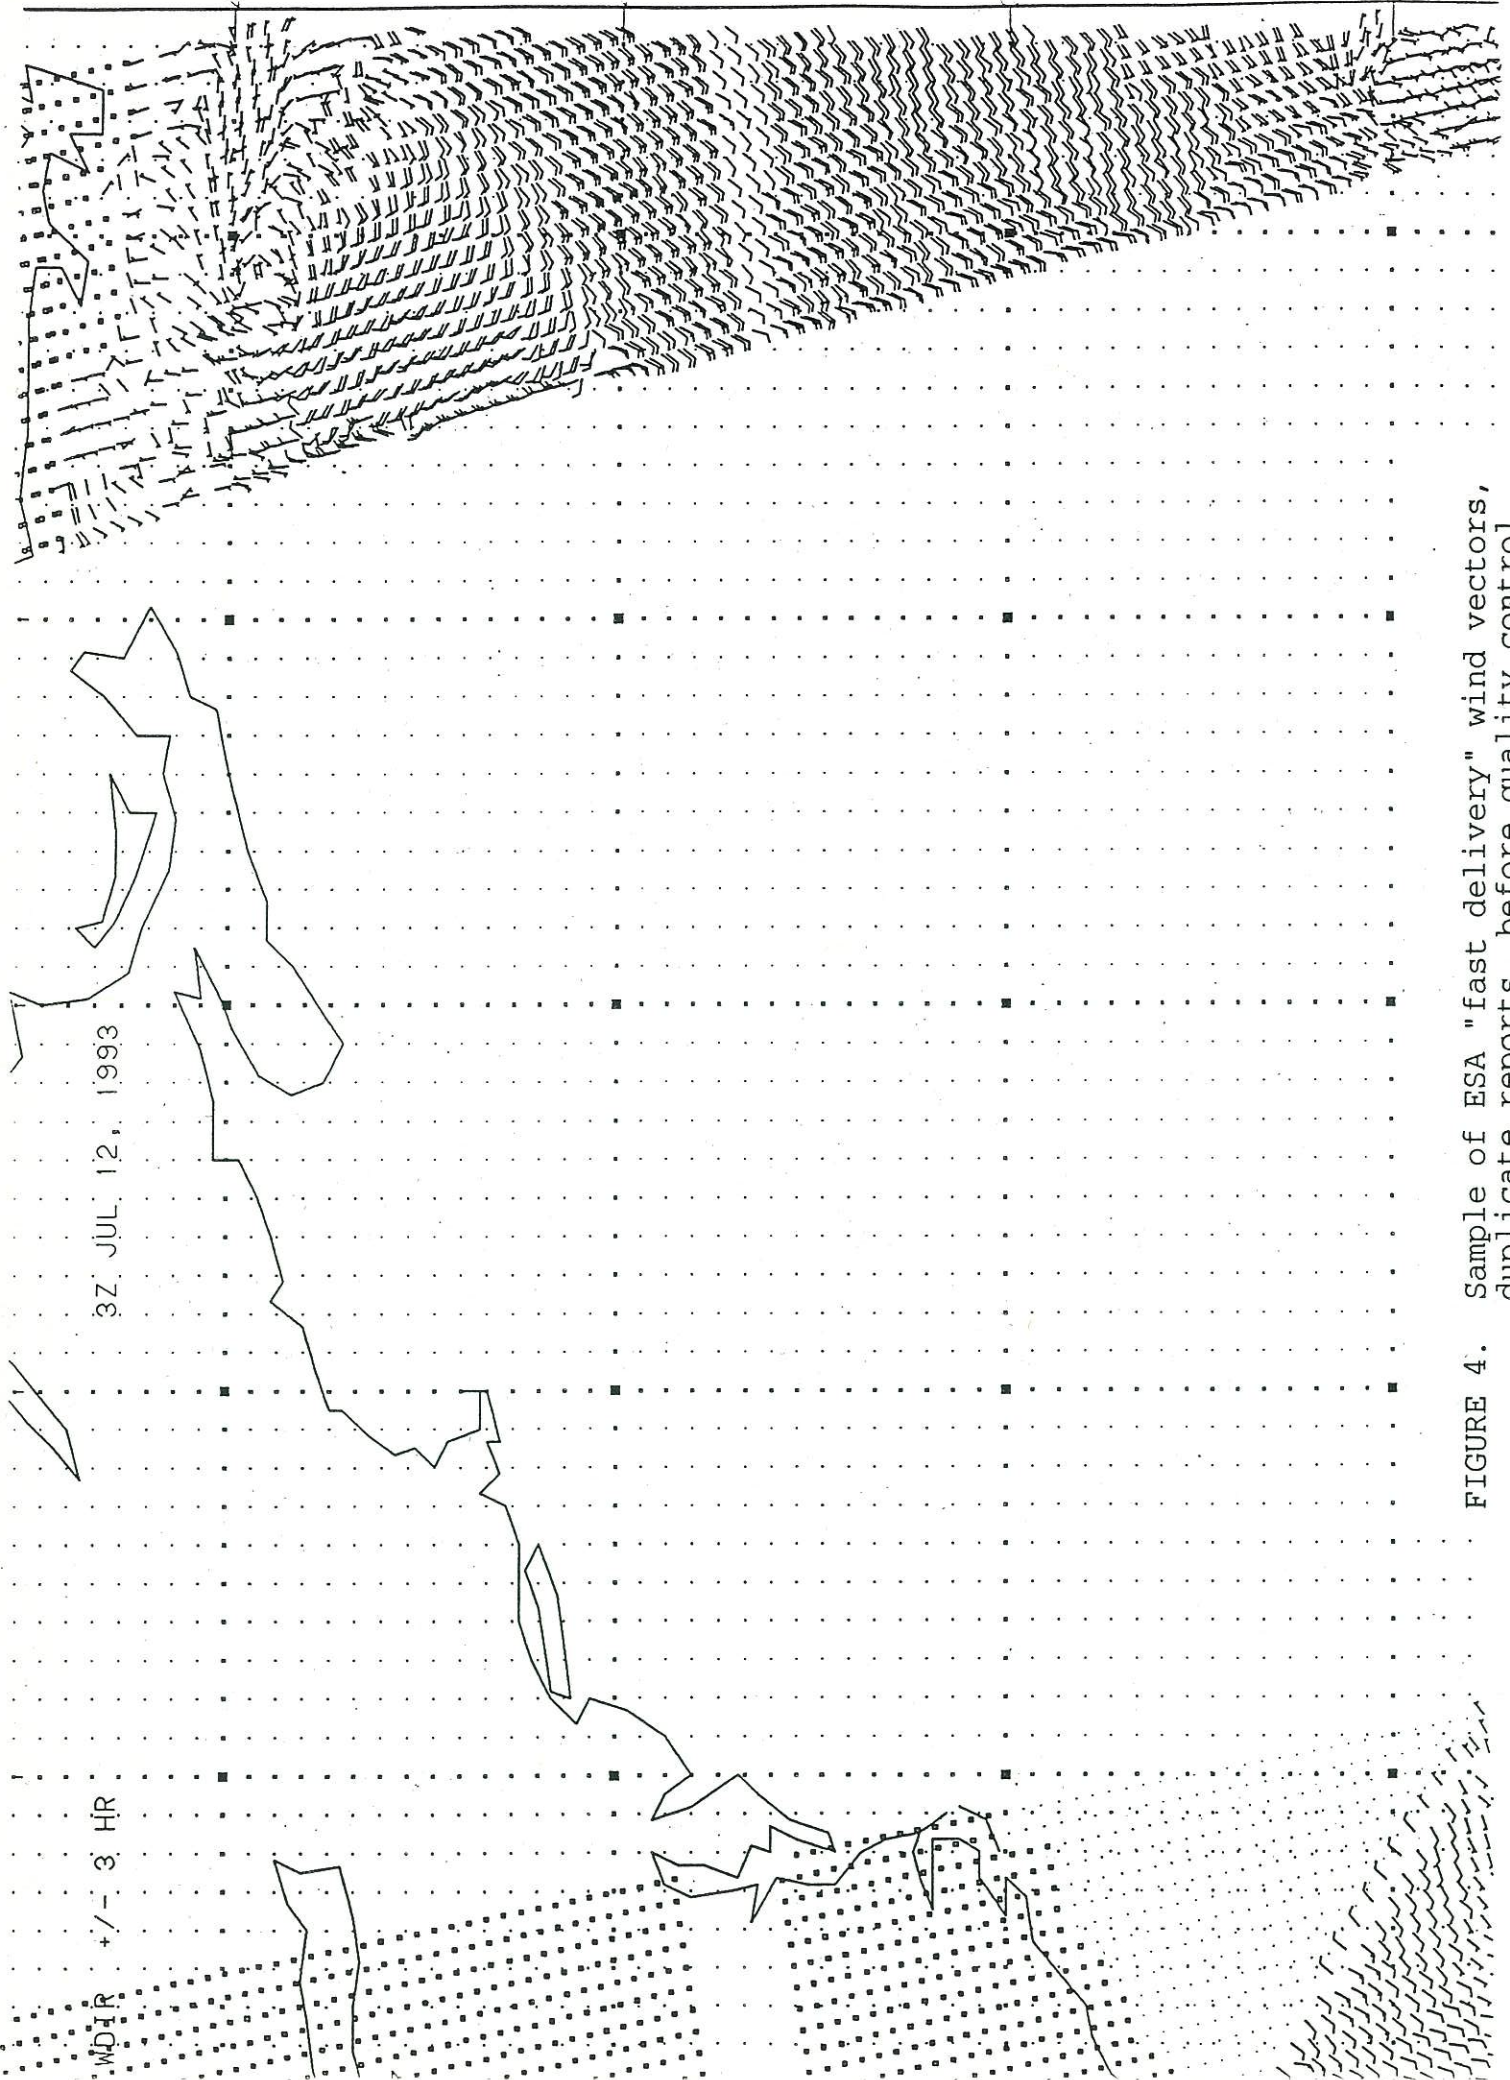 WDIR +/- 3 HR
3Z JUL 12, 1993
FIGURE 4. Sample of ESA "fast delivery" wind vectors,
duplicate reports, before quality control